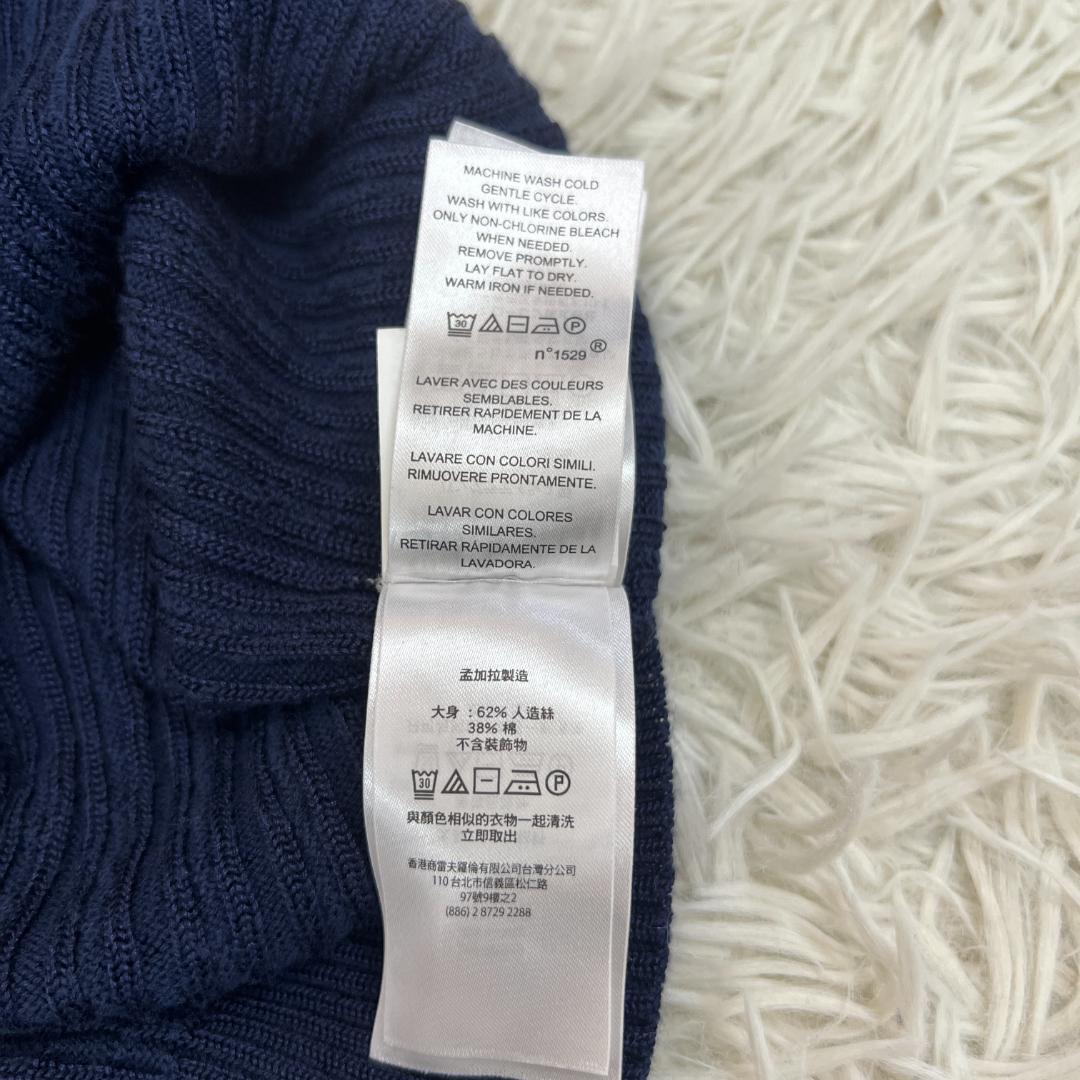 MACHINE WASH COLD
GENTLE CYCLE.
WASH WITH LIKE COLORS.
ONLY NON-CHLORINE BLEACH
WHEN NEEDED.
REMOVE PROMPTLY.
LAY FLAT TO DRY.
WARM IRON IF NEEDED.
30 P
n°1529 ®
LAVER AVEC DES COULEURS
SEMBLABLES.
RETIRER RAPIDEMENT DE LA
MACHINE.
LAVARE CON COLORI SIMILI.
RIMUOVERE PRONTAMENTE.
LAVAR CON COLORES
SIMILARES.
RETIRAR RÁPIDAMENTE DE LA
LAVADORA.
孟加拉製造
大身 : 62% 人造絲
38% 棉
不含裝飾物
30 P
與顏色相似的衣物一起清洗
立即取出
香港商雷夫羅倫有限公司台灣分公司
110 台北市信義區松仁路
97號9樓之2
(886) 2 8729 2288